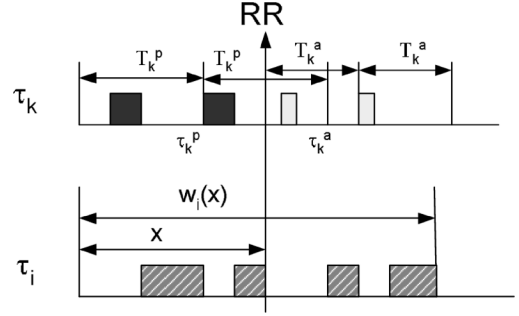 RR
T_k^p T_k^p T_k^a T_k^a
τ_k
τ_k^p τ_k^a
w_i(x)
x
τ_i